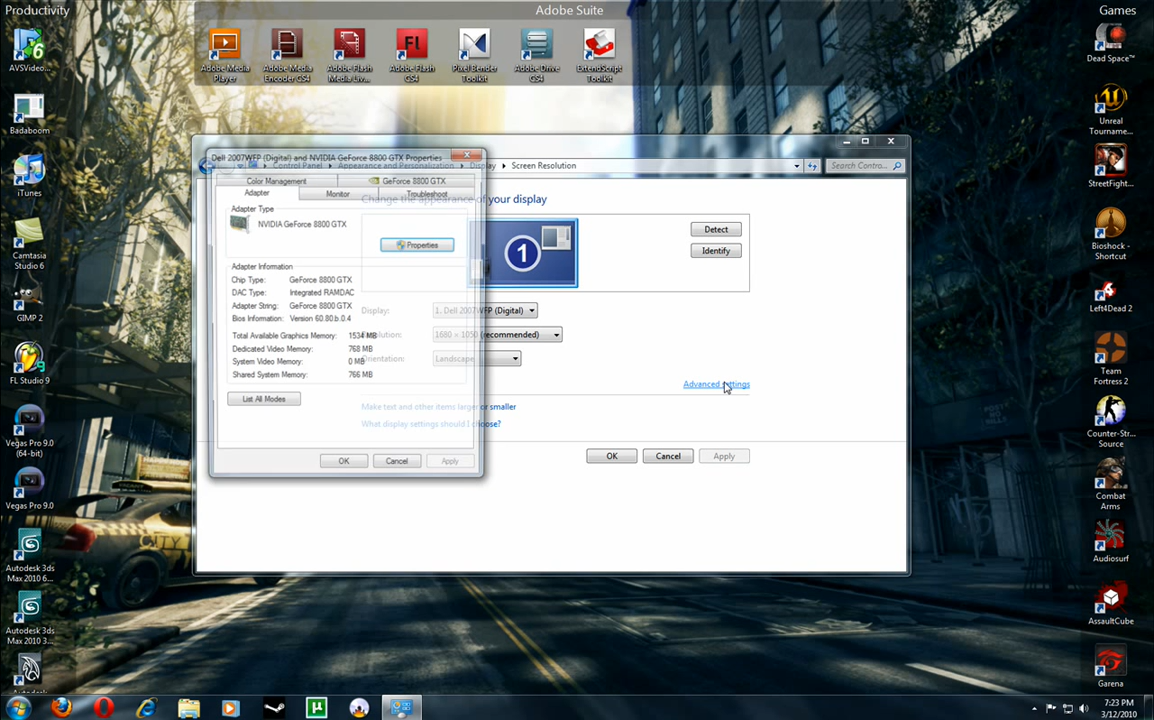 Productivity
Adobe Suite
Games
AVSVideo...
Badaboom
iTunes
Camtasia
Studio 6
GIMP 2
FL Studio 9
Vegas Pro 9.0
(64-bit)
Vegas Pro 9.0
Autodesk 3ds
Max 2010 6...
Autodesk 3ds
Max 2010 3...
Autodesk
Adobe Media
Player
Adobe Media
Encoder CS4
Adobe Flash
Media Liv...
Adobe Flash
CS4
Pixel Bender
Toolkit
Adobe Drive
CS4
ExtendScript
Toolkit
Dead Space™
Unreal
Tourname...
StreetFight...
Bioshock -
Shortcut
Left4Dead 2
Team
Fortress 2
Counter-Str...
Source
Combat
Arms
Audiosurf
AssaultCube
Garena
Control Panel Appearance and Personalization Display Screen Resolution
Search Contro...
Change the appearance of your display
1
Detect
Identify
Display: 1. Dell 2007WFP (Digital)
Resolution: 1680 × 1050 (recommended)
Orientation: Landscape
Advanced settings
Make text and other items larger or smaller
What display settings should I choose?
OK Cancel Apply
Dell 2007WFP (Digital) and NVIDIA GeForce 8800 GTX Properties
Color Management GeForce 8800 GTX
Adapter Monitor Troubleshoot
Adapter Type
NVIDIA GeForce 8800 GTX
Properties
Adapter Information
Chip Type: GeForce 8800 GTX
DAC Type: Integrated RAMDAC
Adapter String: GeForce 8800 GTX
Bios Information: Version 60.80.b.0.4
Total Available Graphics Memory: 1534 MB
Dedicated Video Memory: 768 MB
System Video Memory: 0 MB
Shared System Memory: 766 MB
List All Modes
OK Cancel Apply
7:23 PM
3/12/2010